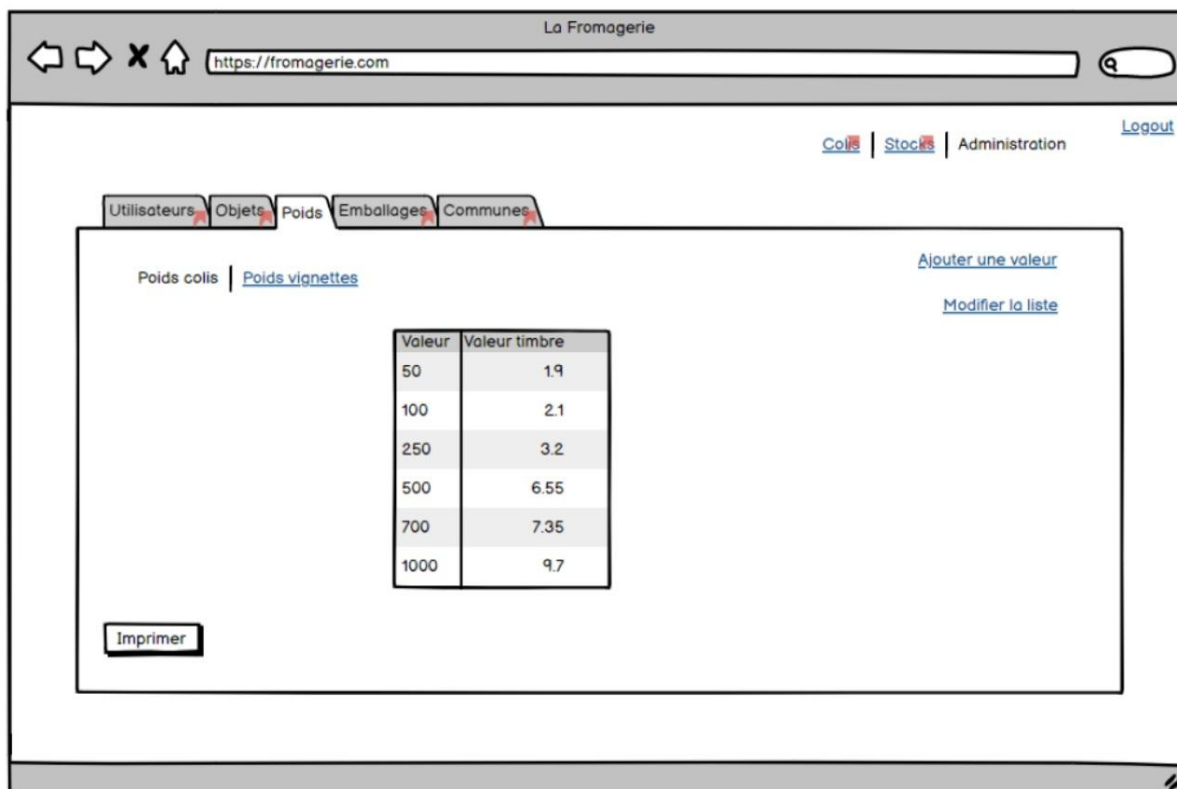 La Fromagerie
https://fromagerie.com
Logout
Colis Stocks Administration
Utilisateurs Objets Poids Emballages Communes
Ajouter une valeur
Poids colis Poids vignettes
Modifier la liste
Valeur Valeur timbre
50 1.9
100 2.1
250 3.2
500 6.55
700 7.35
1000 9.7
Imprimer